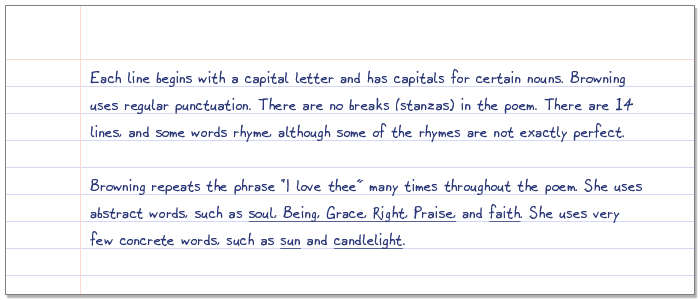 Each line begins with a capital letter and has capitals for certain nouns. Browning
uses regular punctuation. There are no breaks (stanzas) in the poem. There are 14
lines, and some words rhyme, although some of the rhymes are not exactly perfect.
Browning repeats the phrase "I love thee" many times throughout the poem. She uses
abstract words, such as soul, Being, Grace, Right, Praise, and faith. She uses very
few concrete words, such as sun and candlelight.